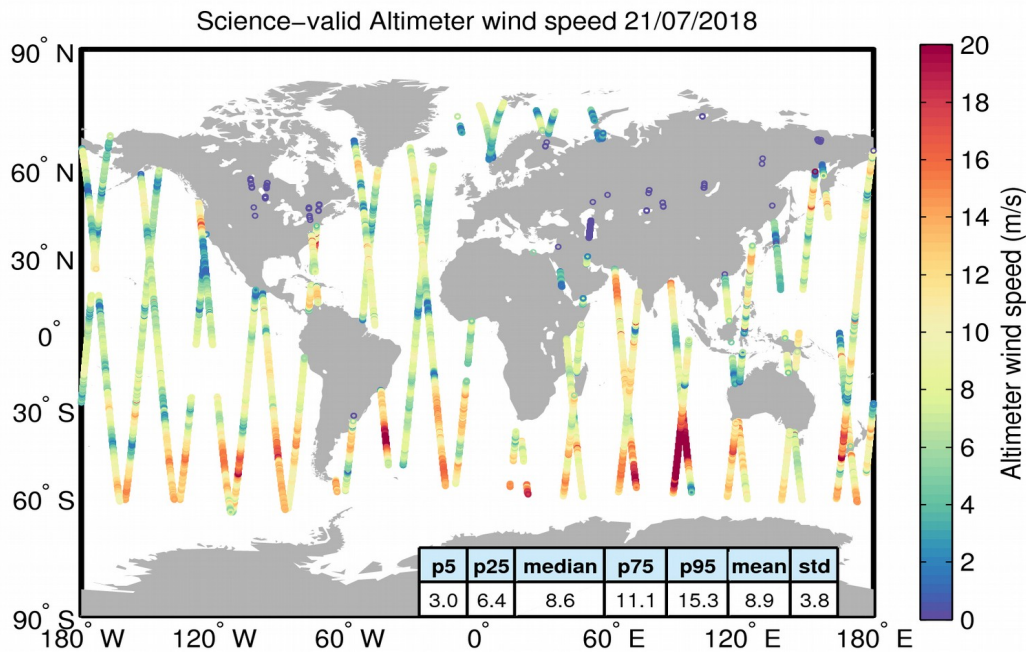 Science−valid Altimeter wind speed 21/07/2018
90° N
60° N
30° N
0°
30° S
60° S
90° S
180° W
120° W
60° W
0°
60° E
120° E
180° E
p5 p25 median p75 p95 mean std
3.0 6.4 8.6 11.1 15.3 8.9 3.8
20
18
16
14
12
10
8
6
4
2
0
Altimeter wind speed (m/s)